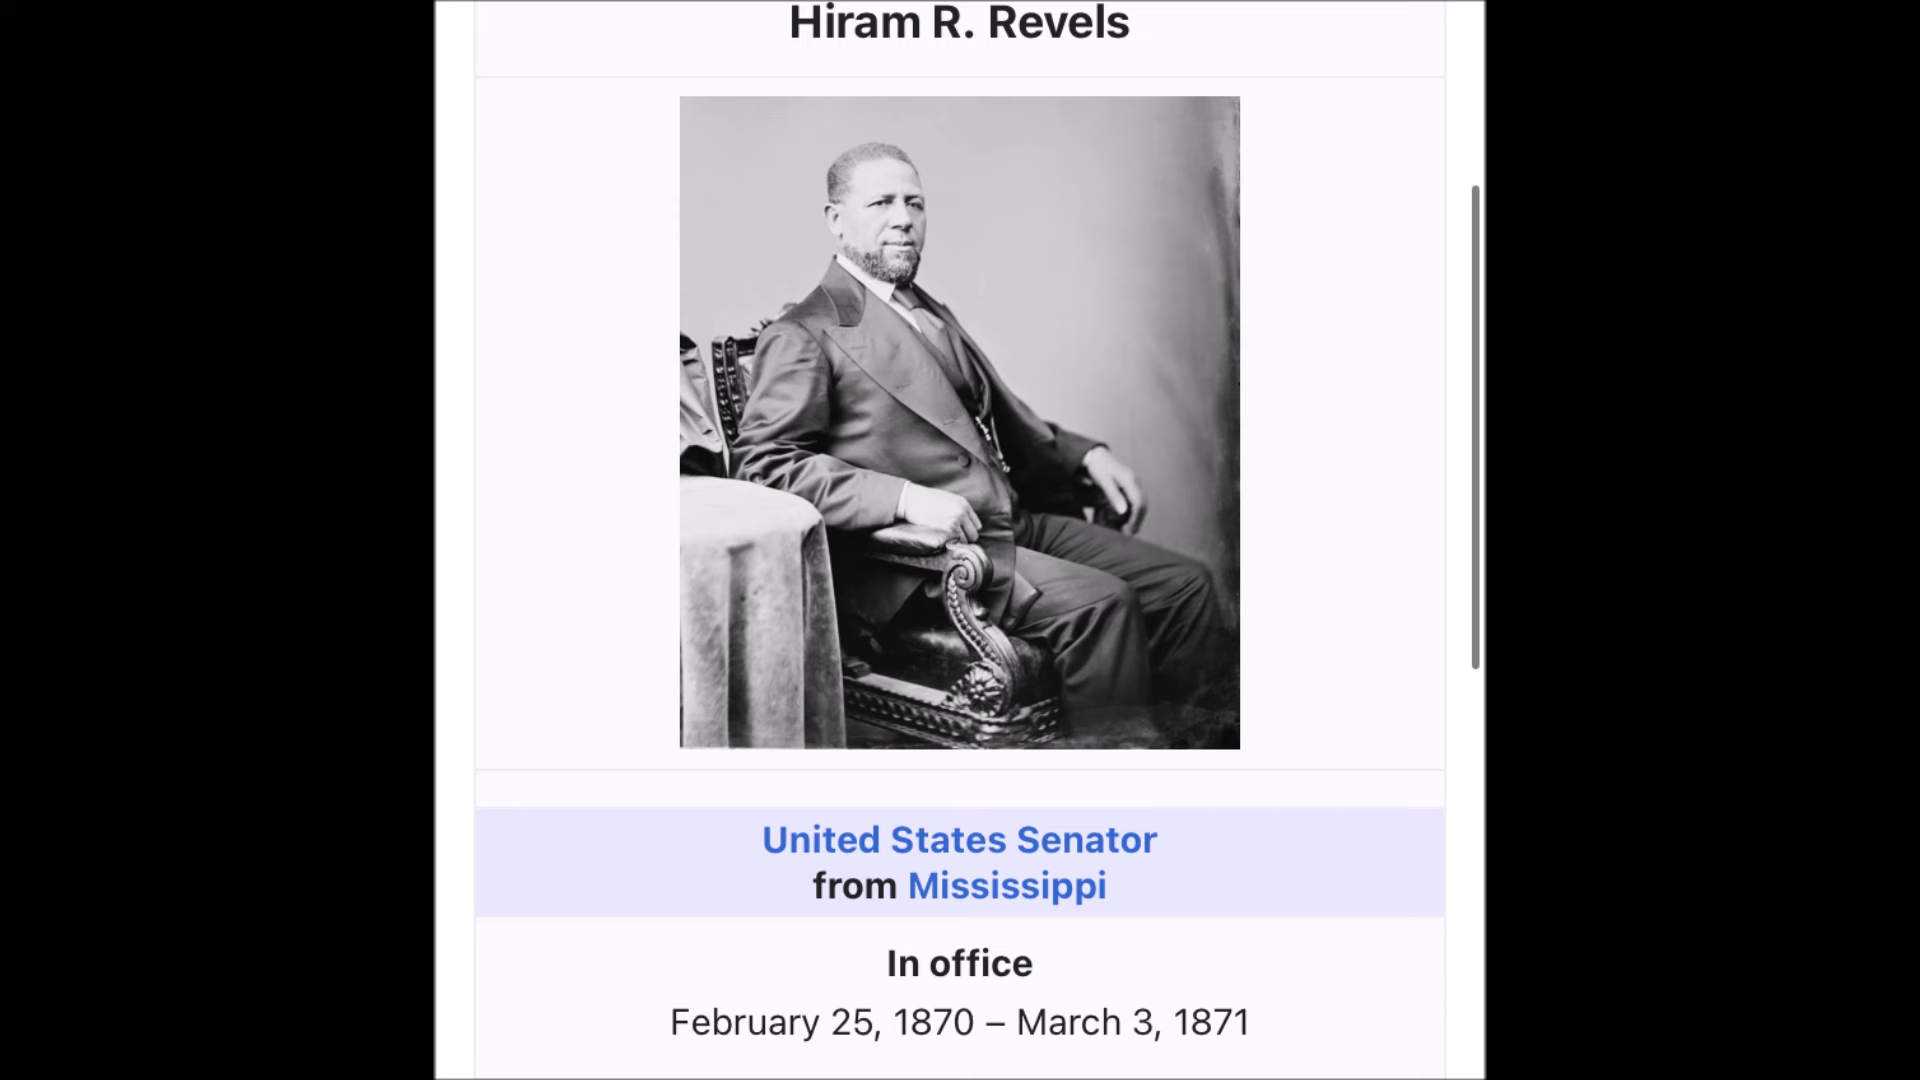 Hiram R. Revels
United States Senator
from Mississippi
In office
February 25, 1870 – March 3, 1871